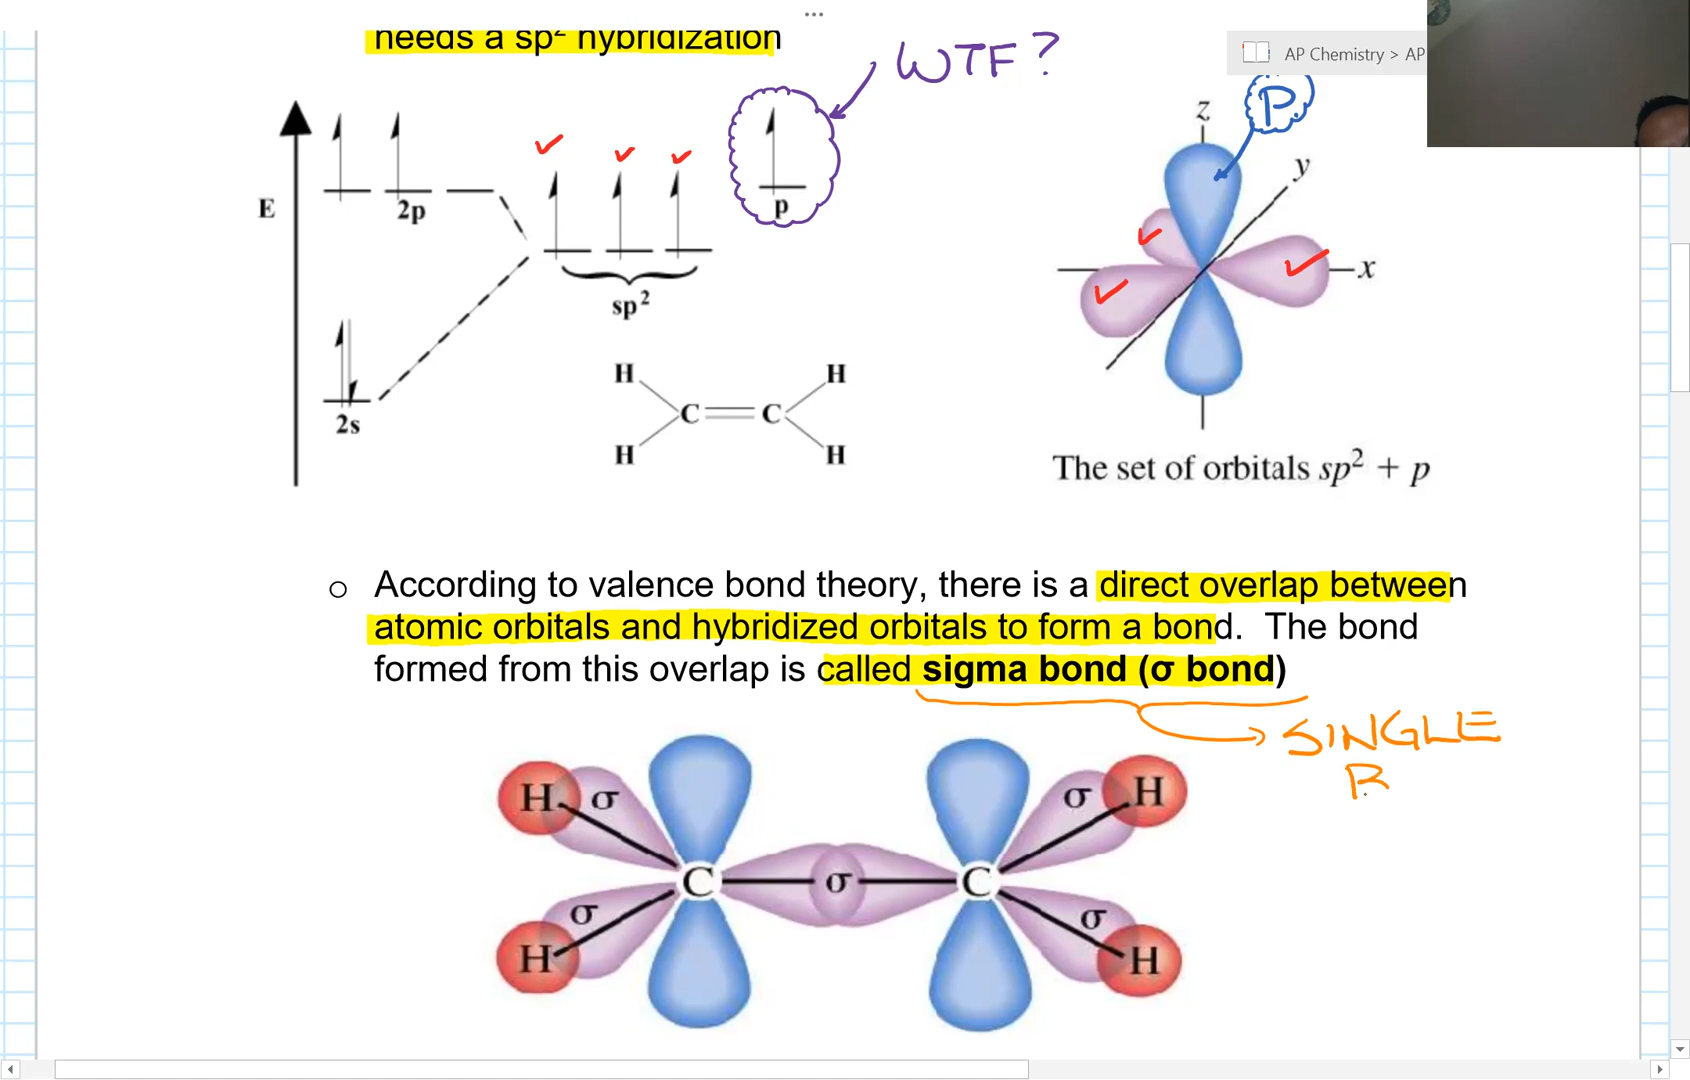 ...
needs a sp² hybridization
WTF?
AP Chemistry > AP
P
z
y
E
2p
p
x
sp²
2s
H H
C C
H H
The set of orbitals sp² + p
o According to valence bond theory, there is a direct overlap between
atomic orbitals and hybridized orbitals to form a bond. The bond
formed from this overlap is called sigma bond (σ bond)
SINGLE
B
H σ σ H
C σ C
σ σ
H H